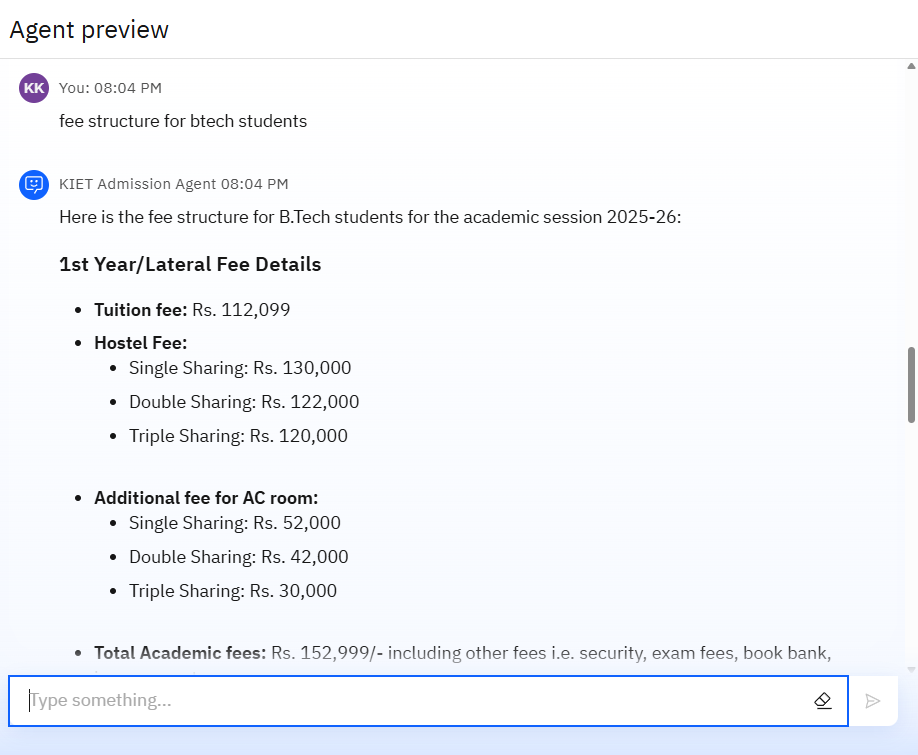 Agent preview
KK You: 08:04 PM
fee structure for btech students
KIET Admission Agent 08:04 PM
Here is the fee structure for B.Tech students for the academic session 2025-26:
1st Year/Lateral Fee Details
Tuition fee: Rs. 112,099
Hostel Fee:
Single Sharing: Rs. 130,000
Double Sharing: Rs. 122,000
Triple Sharing: Rs. 120,000
Additional fee for AC room:
Single Sharing: Rs. 52,000
Double Sharing: Rs. 42,000
Triple Sharing: Rs. 30,000
Total Academic fees: Rs. 152,999/- including other fees i.e. security, exam fees, book bank,
Type something...